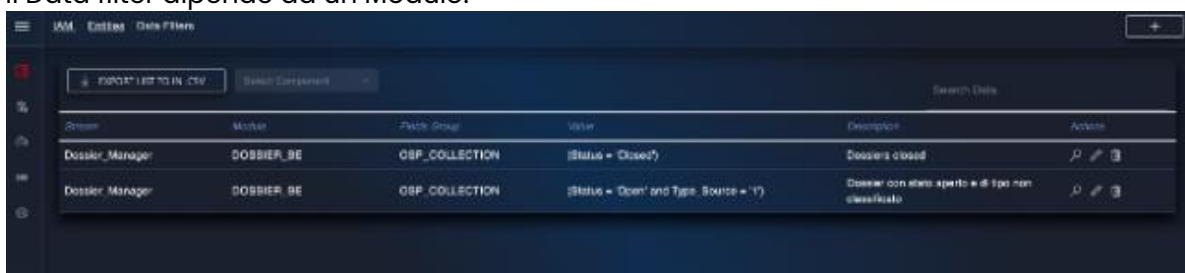 Il Data filter dipende da un Modulo.
IAM Entities Data Filters
+
EXPORT LIST TO IN .CSV Select Component
Search Data
Stream Module Fields Group Value Description Actions
Dossier_Manager DOSSIER_BE OSP_COLLECTION (Status = 'Closed') Dossiers closed
Dossier_Manager DOSSIER_BE OSP_COLLECTION (Status = 'Open' and Type_Source = '1') Dossier con stato aperto e di tipo non
classificato